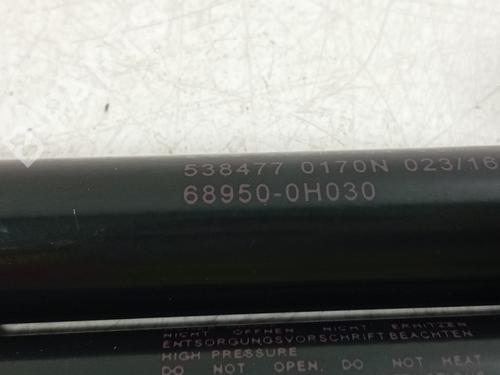 538477 0170N 023/16
68950-0H030
NICHT ÖFFNEN NICHT ERHITZEN
ENTSORGUNGSVORSCHRIFT BEACHTEN
HIGH PRESSURE
DO NOT OPEN. DO NOT HEAT